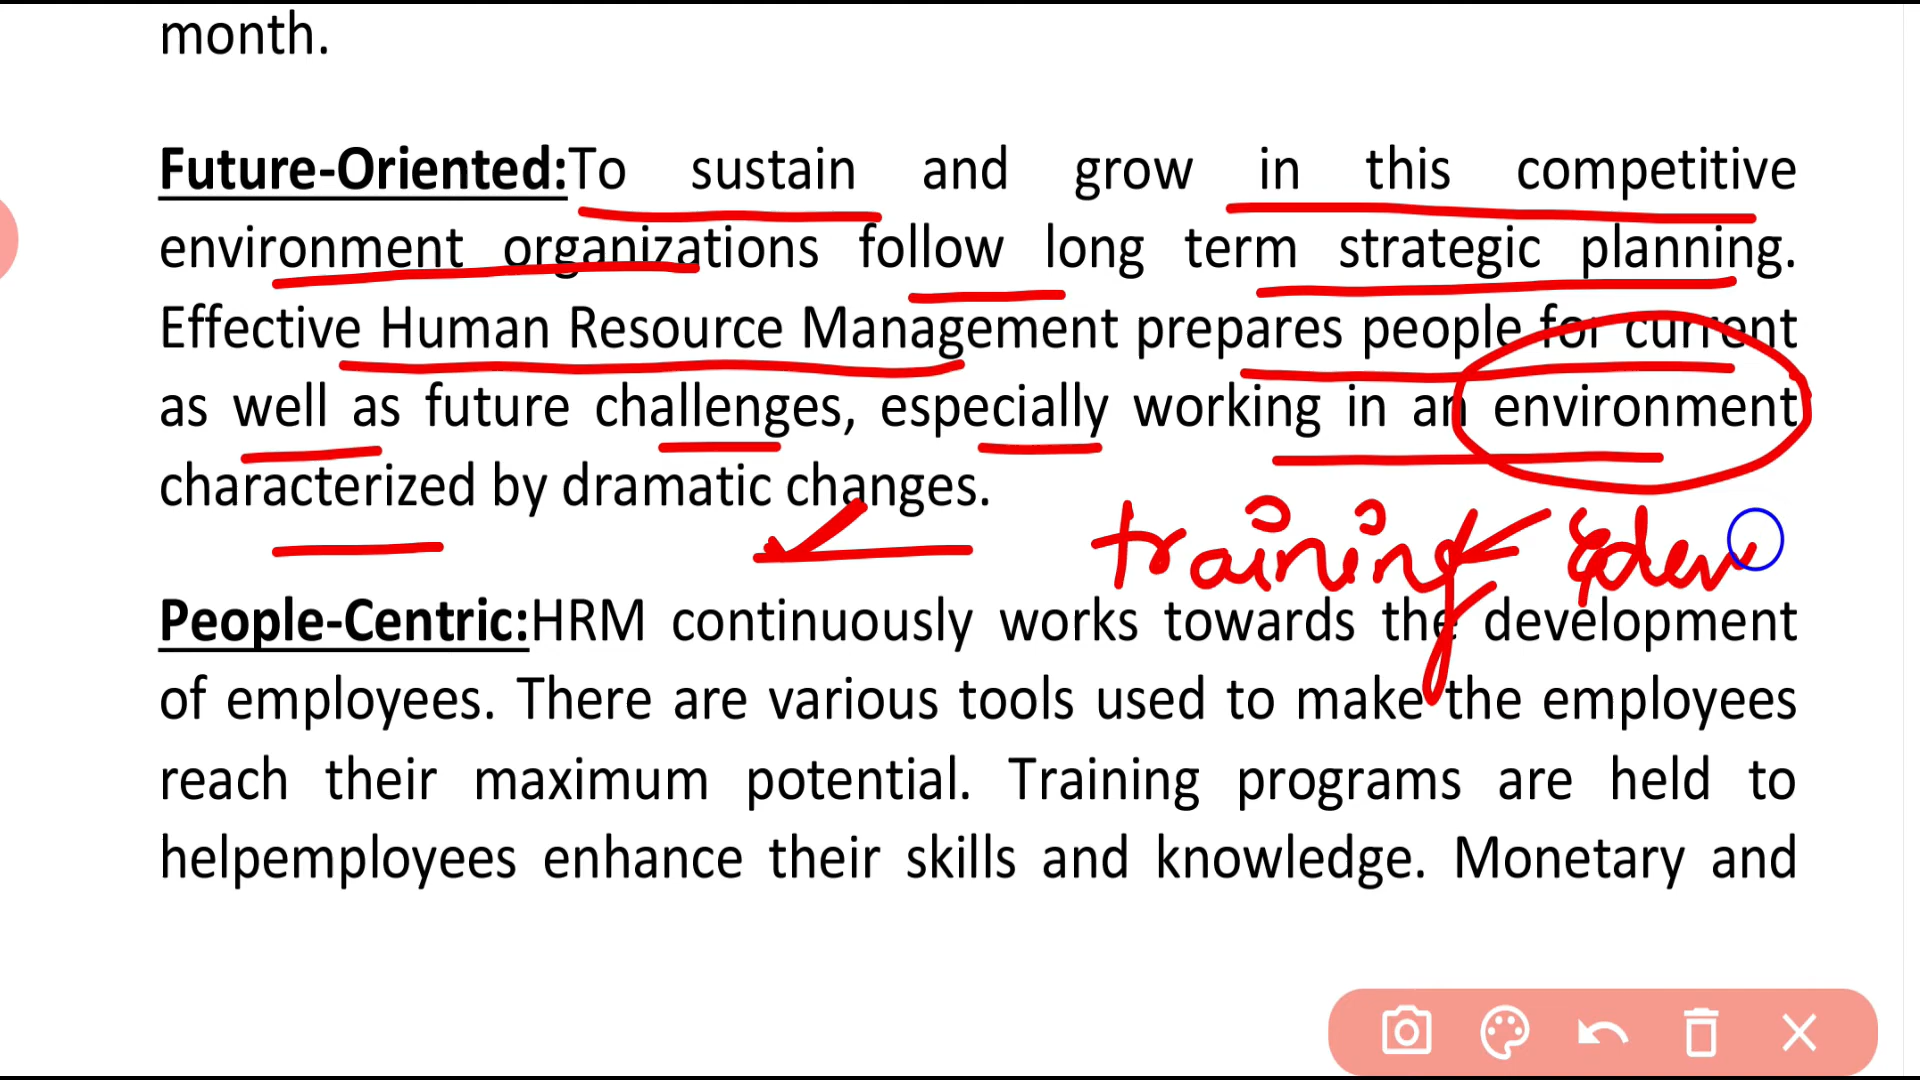 month.
Future-Oriented:To sustain and grow in this competitive
environment organizations follow long term strategic planning.
Effective Human Resource Management prepares people for current
as well as future challenges, especially working in an environment
characterized by dramatic changes.
training & dev
People-Centric:HRM continuously works towards the development
of employees. There are various tools used to make the employees
reach their maximum potential. Training programs are held to
helpemployees enhance their skills and knowledge. Monetary and